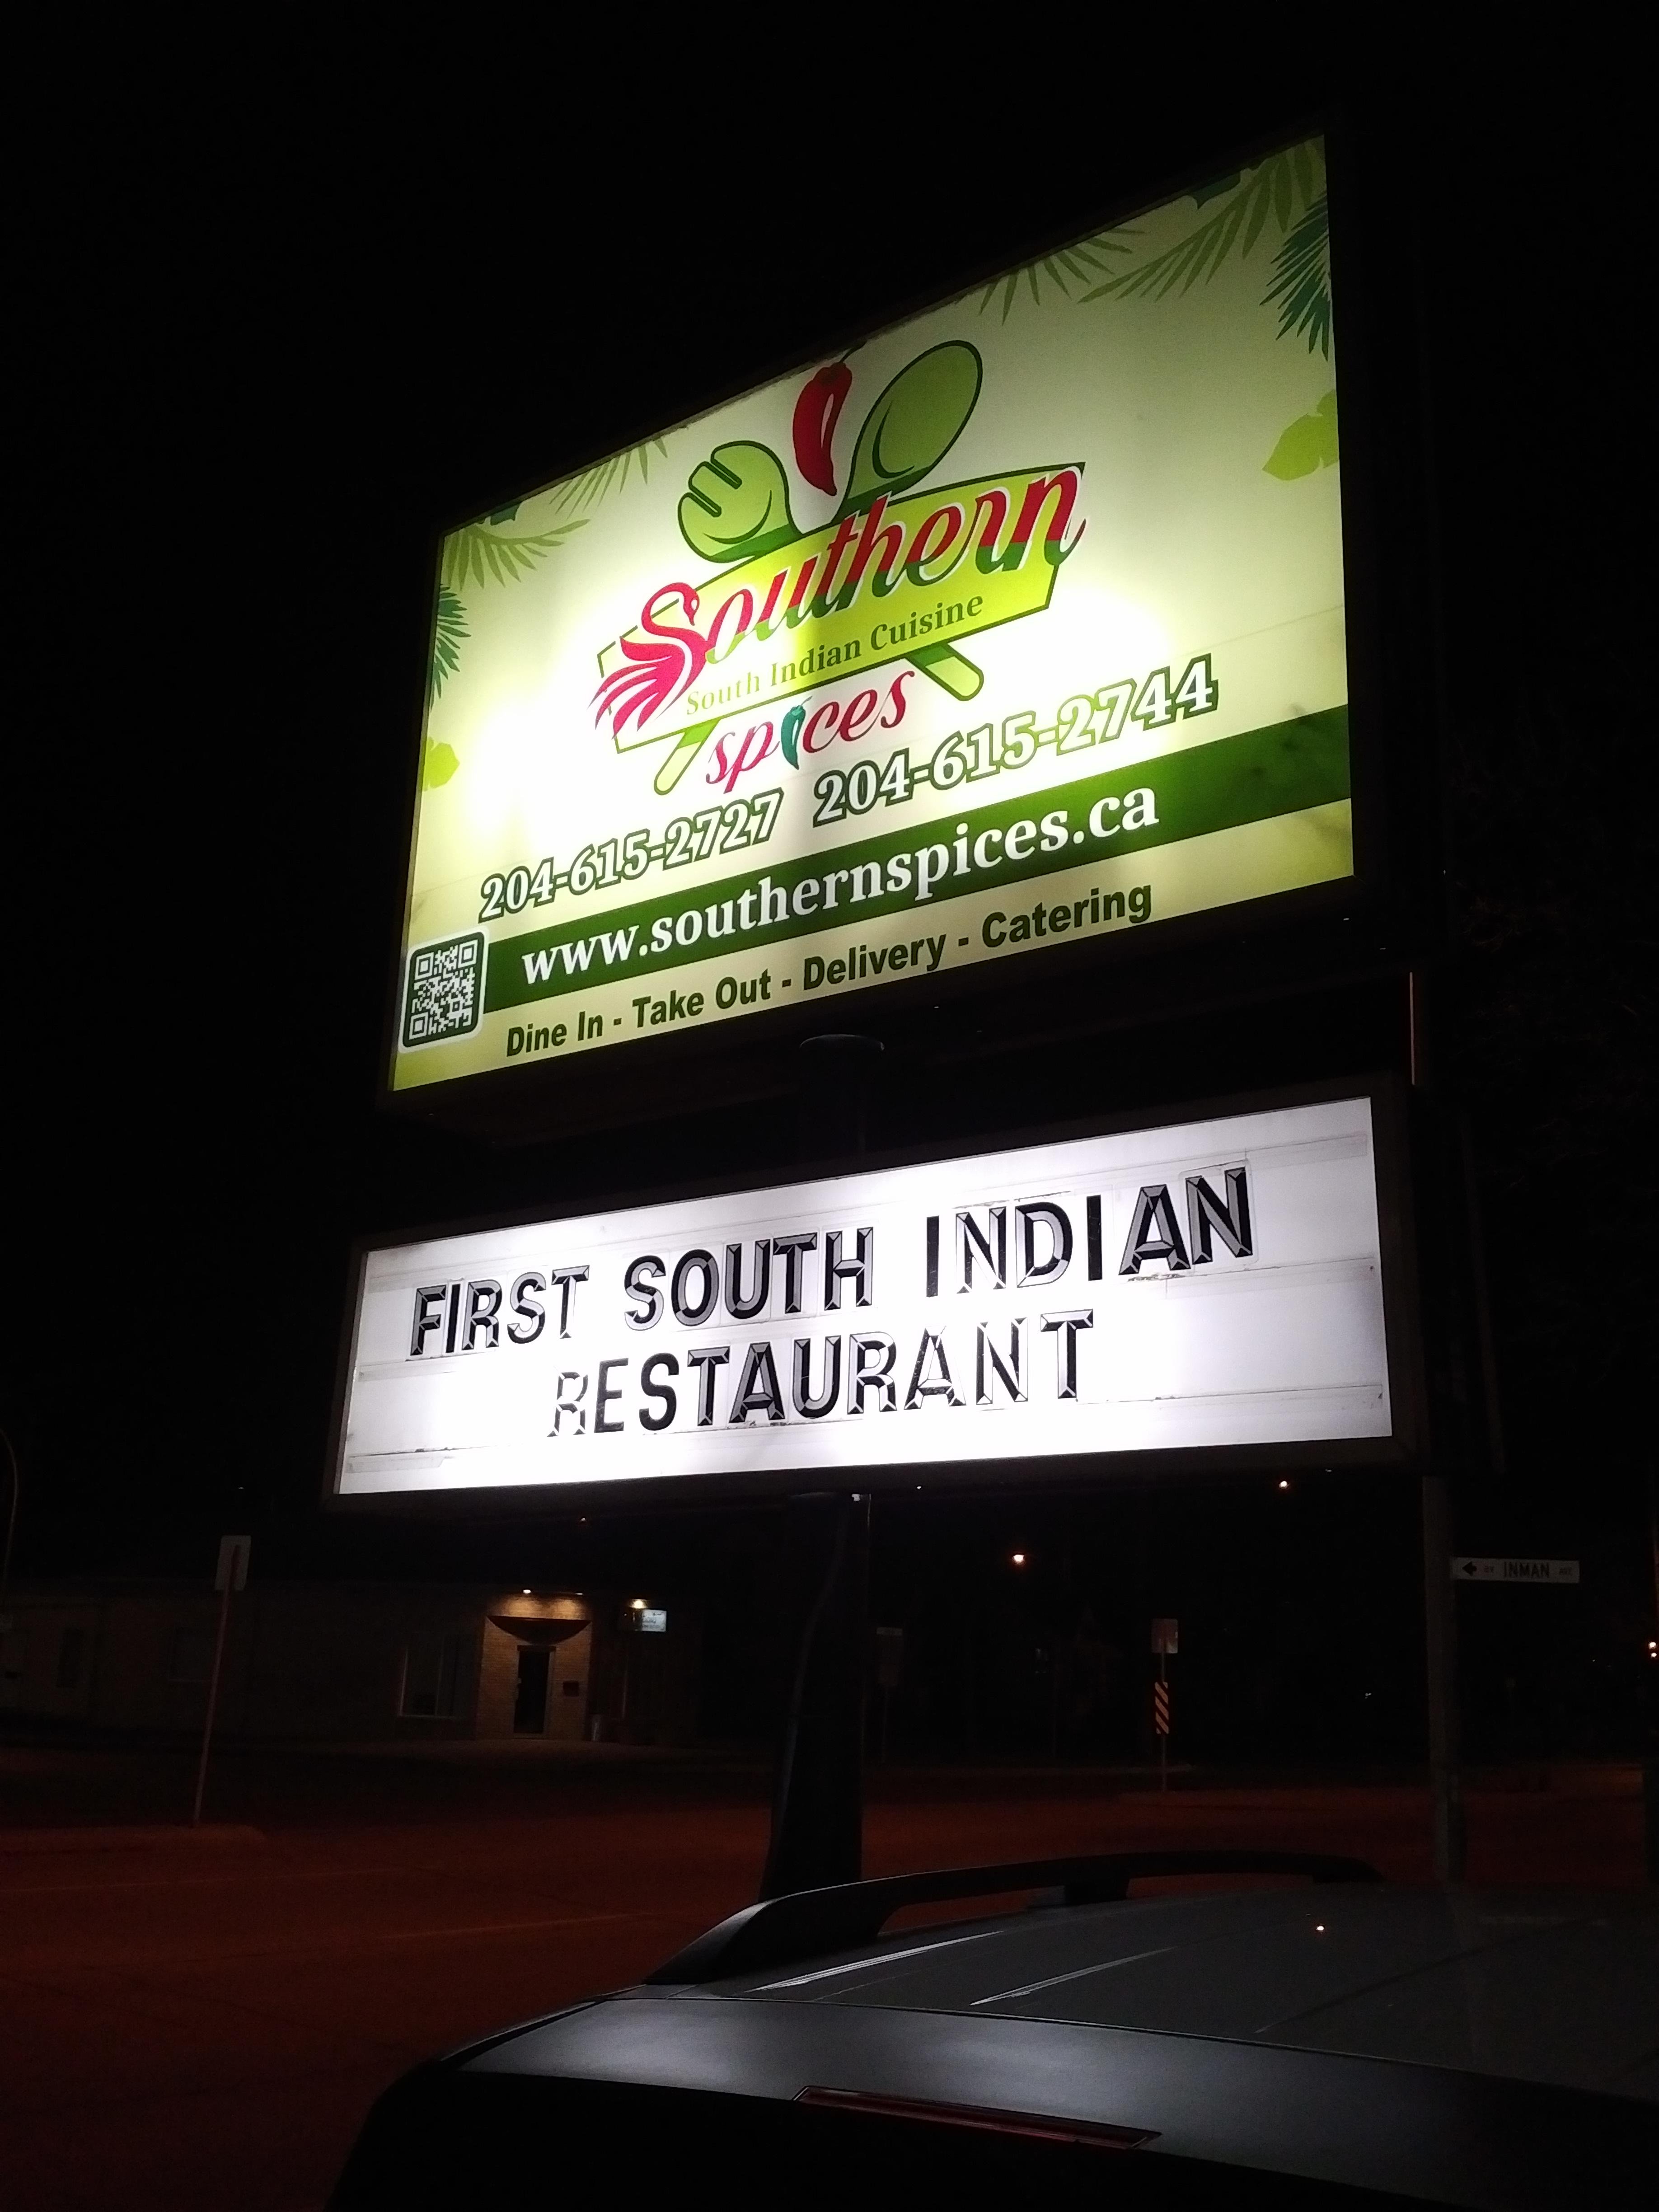 Southern
South Indian Cuisine
spices
204-615-2727 204-615-2744
www.southernspices.ca
Dine In - Take Out - Delivery - Catering
FIRST SOUTH INDIAN
RESTAURANT
INMAN